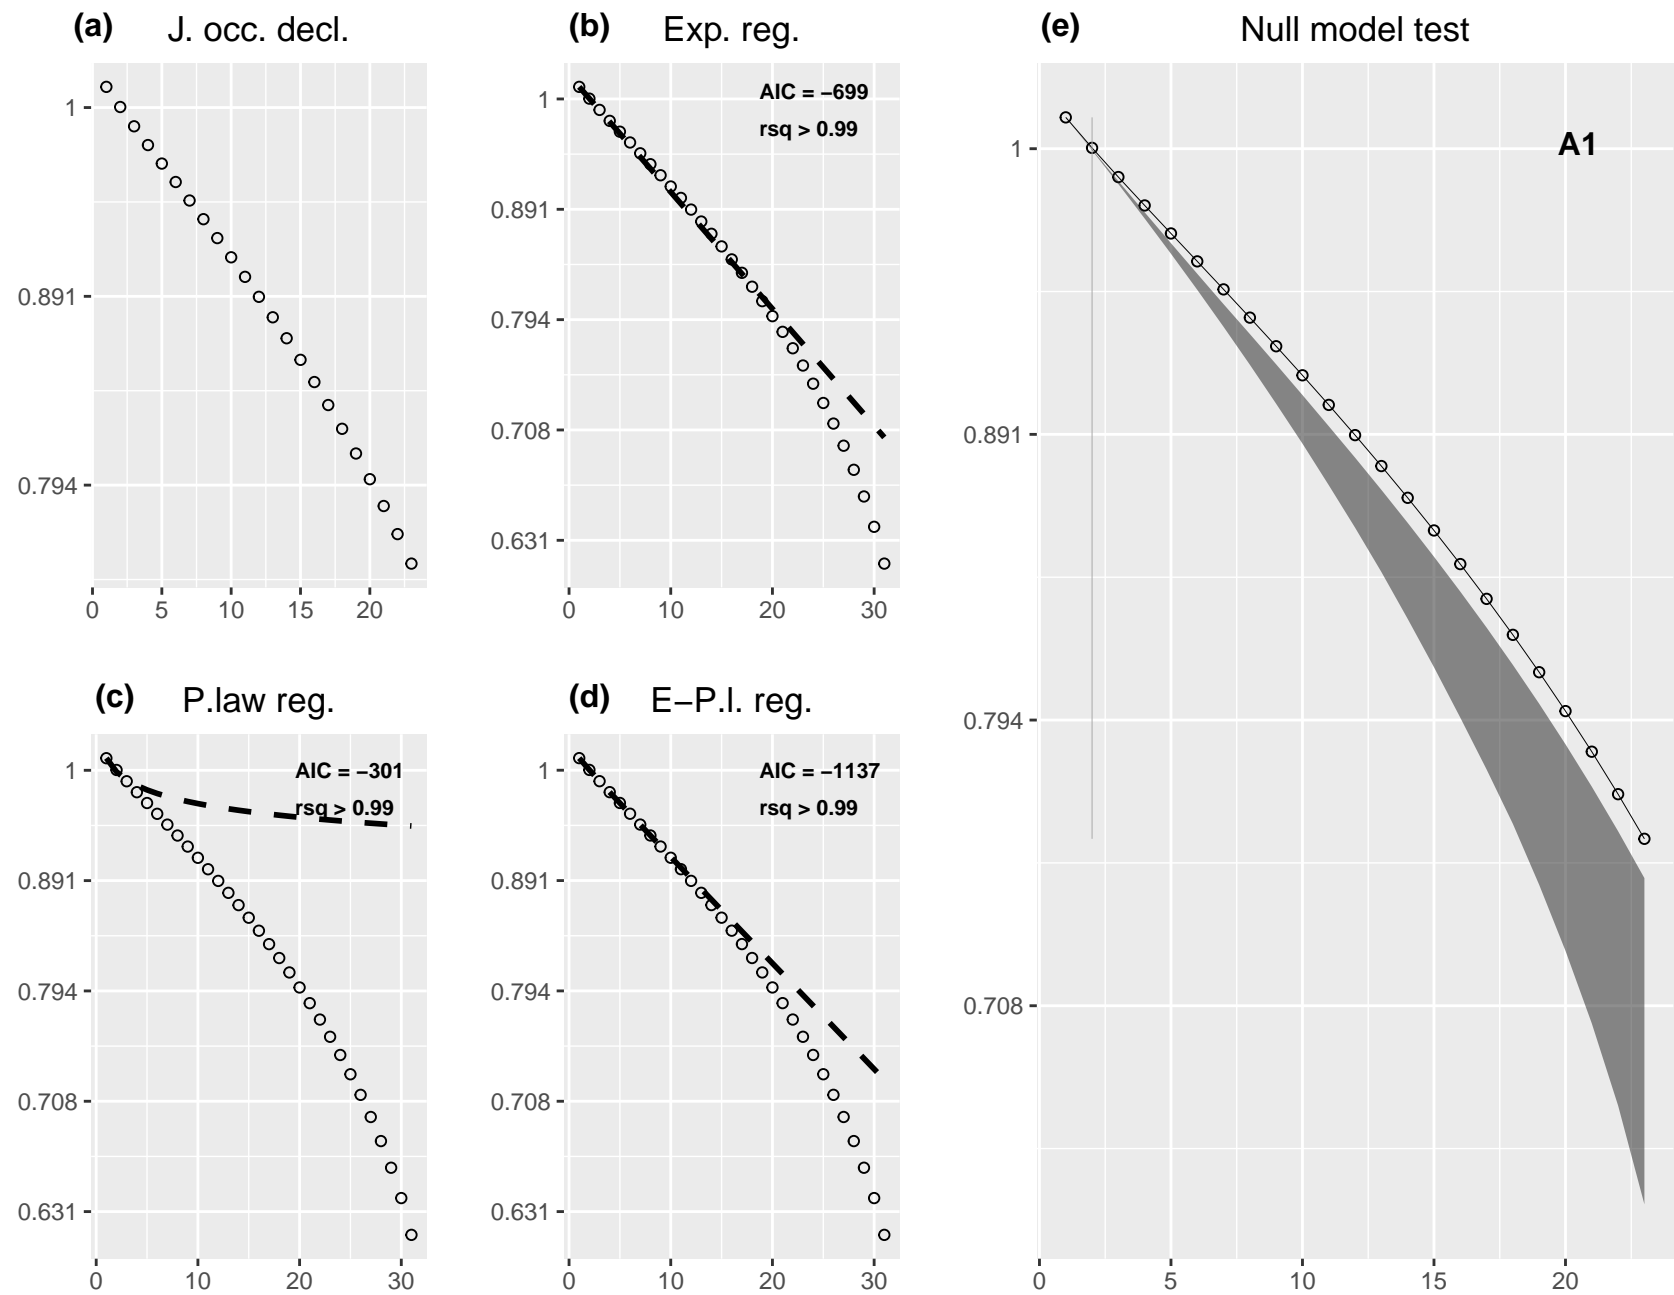 (a) J. occ. decl.
1
0.891
0.794
0 5 10 15 20
(b) Exp. reg.
AIC = −699
rsq > 0.99
1
0.891
0.794
0.708
0.631
0 10 20 30
(c) P.law reg.
AIC = −301
rsq > 0.99
1
0.891
0.794
0.708
0.631
0 10 20 30
(d) E−P.l. reg.
AIC = −1137
rsq > 0.99
1
0.891
0.794
0.708
0.631
0 10 20 30
(e) Null model test
A1
1
0.891
0.794
0.708
0 5 10 15 20